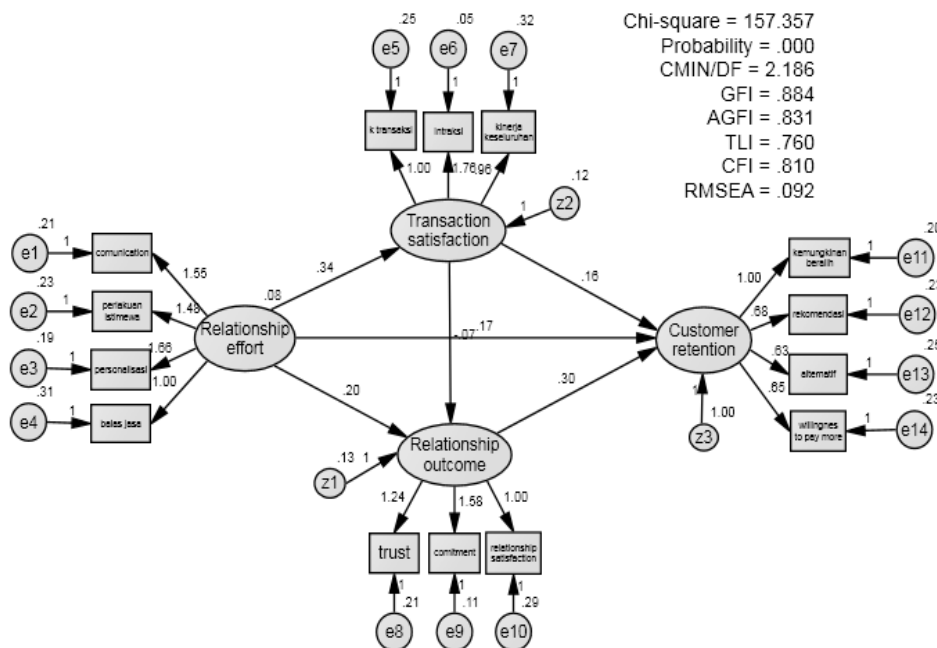 Chi-square = 157.357
Probability = .000
CMIN/DF = 2.186
GFI = .884
AGFI = .831
TLI = .760
CFI = .810
RMSEA = .092
.25
.05
.32
e5
e6
e7
1
1
1
k transaksi
intraksi
kinerja
keseluruhan
1.00
1.76
.96
.12
z2
1
Transaction
satisfaction
.21
e1
1
comunication
1.55
.23
e2
1
perlakuan
istimewa
1.48
.19
e3
1
personalisasi
1.66
.31
e4
1
balas jasa
1.00
.08
Relationship
effort
.34
.16
.17
-.07
.20
.30
Customer
retention
1
1.00
z3
1.00
kemungkinan
beralih
1
.20
e11
.68
rekomendasi
1
e12
.63
alternatif
1
e13
.65
willingnes
to pay more
1
.23
e14
.13
1
z1
Relationship
outcome
1.24
1.58
1.00
trust
comitment
relationship
satisfaction
1
1
1
.21
.11
.29
e8
e9
e10